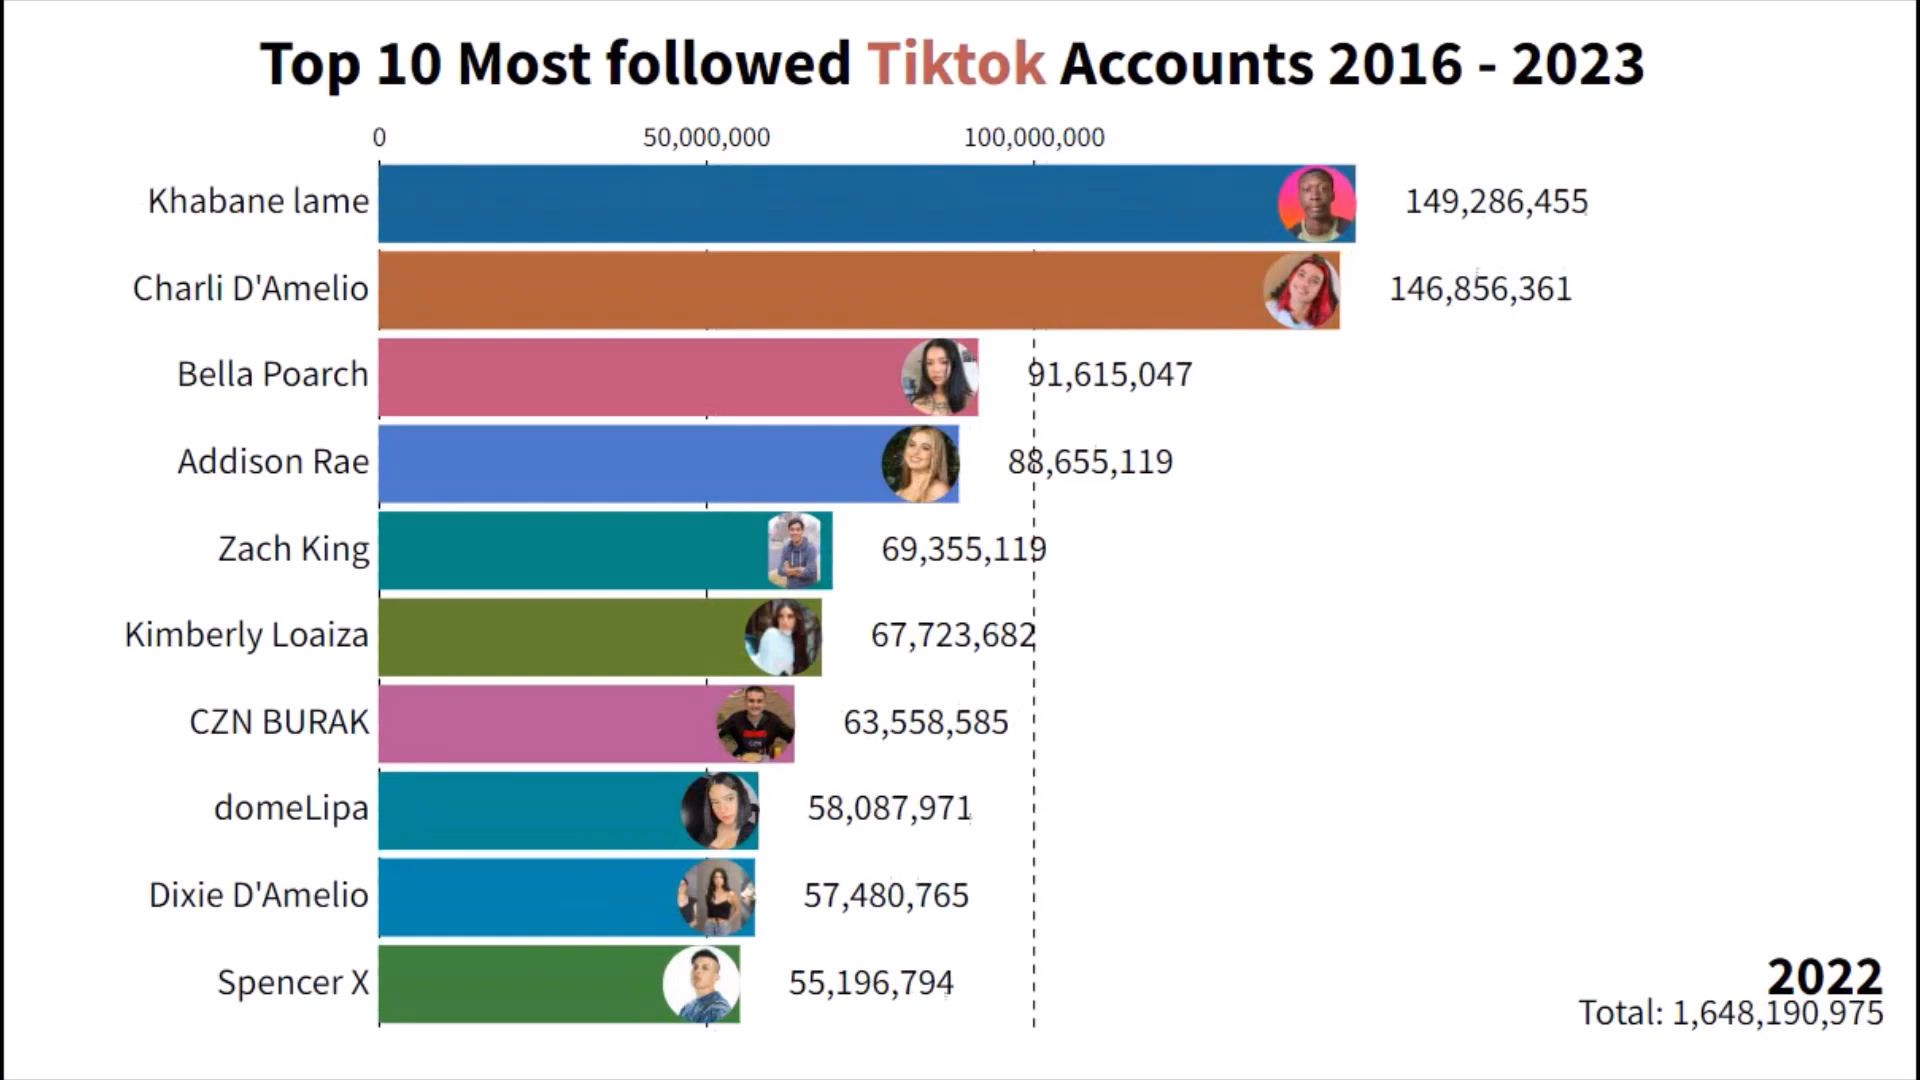 Top 10 Most followed Tiktok Accounts 2016 - 2023
0 50,000,000 100,000,000
Khabane lame 149,286,455
Charli D'Amelio 146,856,361
Bella Poarch 91,615,047
Addison Rae 88,655,119
Zach King 69,355,119
Kimberly Loaiza 67,723,682
CZN BURAK 63,558,585
domeLipa 58,087,971
Dixie D'Amelio 57,480,765
Spencer X 55,196,794
2022
Total: 1,648,190,975